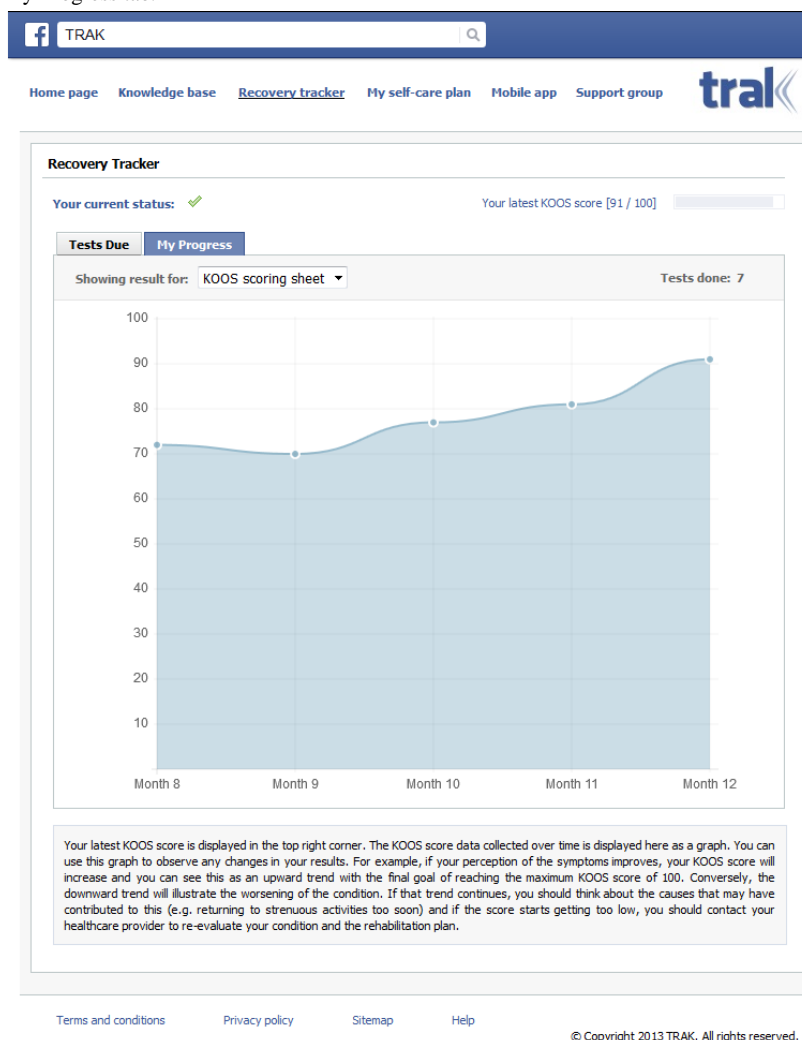 TRAK
Home page Knowledge base Recovery tracker My self-care plan Mobile app Support group trak
Recovery Tracker
Your current status: Your latest KOOS score [91 / 100]
Tests Due My Progress
Showing result for: KOOS scoring sheet Tests done: 7
100
90
80
70
60
50
40
30
20
10
Month 8 Month 9 Month 10 Month 11 Month 12
Your latest KOOS score is displayed in the top right corner. The KOOS score data collected over time is displayed here as a graph. You can
use this graph to observe any changes in your results. For example, if your perception of the symptoms improves, your KOOS score will
increase and you can see this as an upward trend with the final goal of reaching the maximum KOOS score of 100. Conversely, the
downward trend will illustrate the worsening of the condition. If that trend continues, you should think about the causes that may have
contributed to this (e.g. returning to strenuous activities too soon) and if the score starts getting too low, you should contact your
healthcare provider to re-evaluate your condition and the rehabilitation plan.
Terms and conditions Privacy policy Sitemap Help
© Copyright 2013 TRAK. All rights reserved.